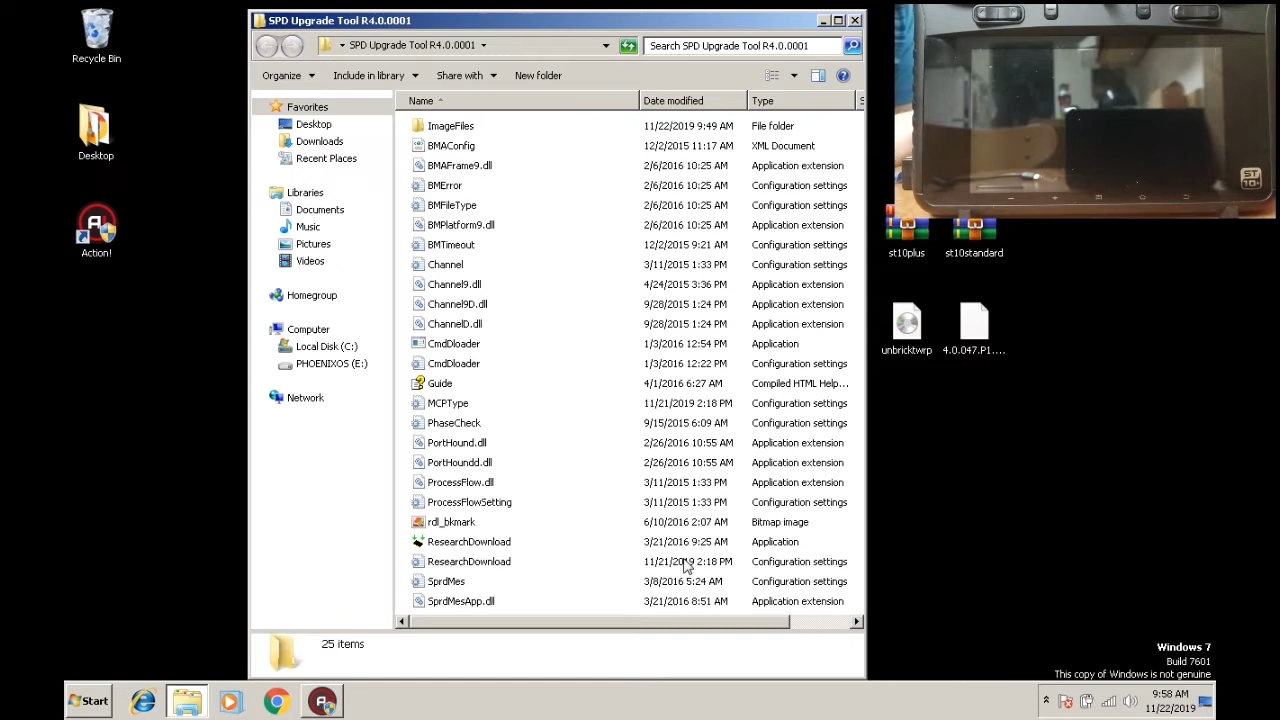 Recycle Bin
Desktop
Action!
SPD Upgrade Tool R4.0.0001
SPD Upgrade Tool R4.0.0001
Search SPD Upgrade Tool R4.0.0001
Organize Include in library Share with New folder
Favorites
Desktop
Downloads
Recent Places
Libraries
Documents
Music
Pictures
Videos
Homegroup
Computer
Local Disk (C:)
PHOENIXOS (E:)
Network
Name Date modified Type S
ImageFiles 11/22/2019 9:49 AM File folder
BMAConfig 12/2/2015 11:17 AM XML Document
BMAFrame9.dll 2/6/2016 10:25 AM Application extension
BMError 2/6/2016 10:25 AM Configuration settings
BMFileType 2/6/2016 10:25 AM Configuration settings
BMPlatform9.dll 2/6/2016 10:25 AM Application extension
BMTimeout 12/2/2015 9:21 AM Configuration settings
Channel 3/11/2015 1:33 PM Configuration settings
Channel9.dll 4/24/2015 3:36 PM Application extension
Channel9D.dll 9/28/2015 1:24 PM Application extension
ChannelD.dll 9/28/2015 1:24 PM Application extension
CmdDloader 1/3/2016 12:54 PM Application
CmdDloader 1/3/2016 12:22 PM Configuration settings
Guide 4/1/2016 6:27 AM Compiled HTML Help...
MCPType 11/21/2019 2:18 PM Configuration settings
PhaseCheck 9/15/2015 6:09 AM Configuration settings
PortHound.dll 2/26/2016 10:55 AM Application extension
PortHoundd.dll 2/26/2016 10:55 AM Application extension
ProcessFlow.dll 3/11/2015 1:33 PM Application extension
ProcessFlowSetting 3/11/2015 1:33 PM Configuration settings
rdl_bkmark 6/10/2016 2:07 AM Bitmap image
ResearchDownload 3/21/2016 9:25 AM Application
ResearchDownload 11/21/2019 2:18 PM Configuration settings
SprdMes 3/8/2016 5:24 AM Configuration settings
SprdMesApp.dll 3/21/2016 8:51 AM Application extension
25 items
ST
10+
st10plus
st10standard
unbricktwrp
4.0.047.P1....
Windows 7
Build 7601
This copy of Windows is not genuine
Start
9:58 AM
11/22/2019